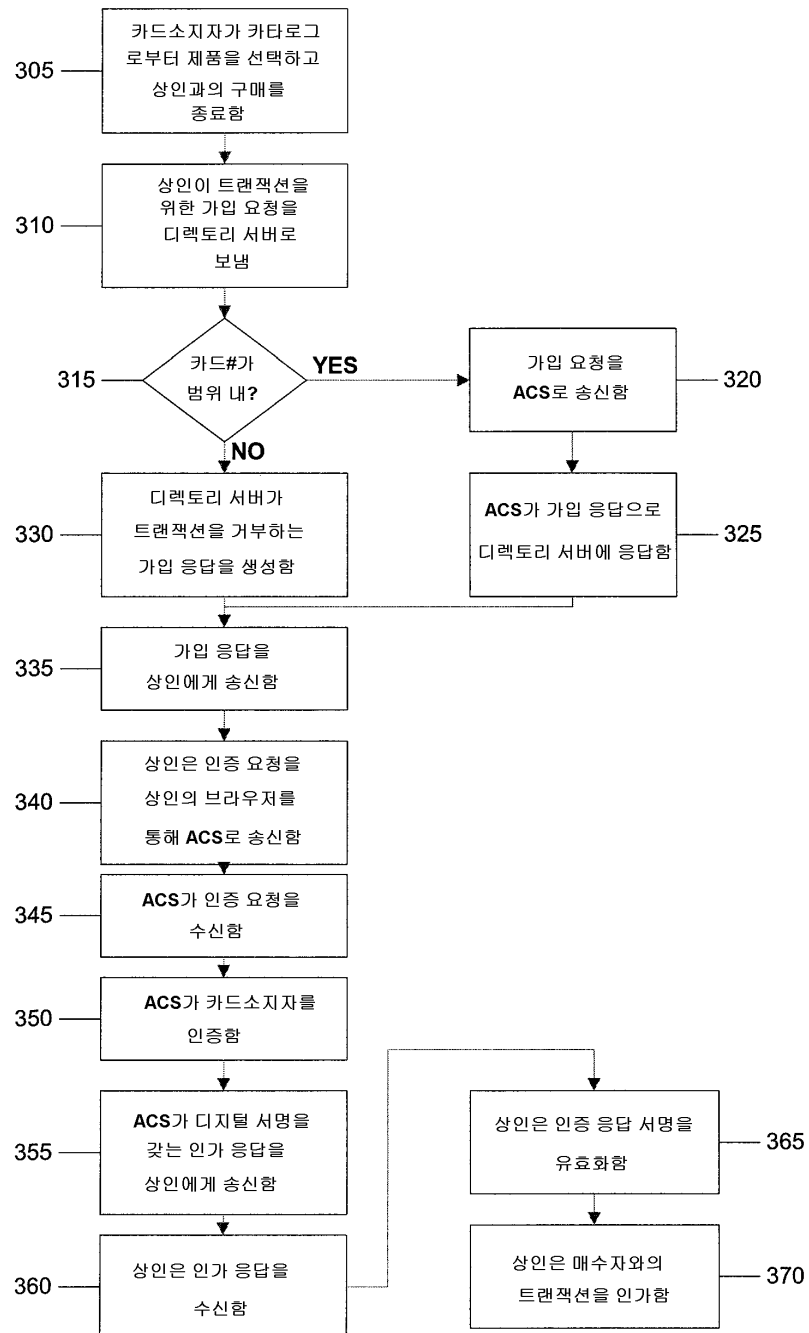 카드소지자가 카타로그
로부터 제품을 선택하고
상인과의 구매를
종료함
305
상인이 트랜잭션을
위한 가입 요청을
디렉토리 서버로
보냄
310
카드#가
범위 내?
315
YES
NO
가입 요청을
ACS로 송신함
320
ACS가 가입 응답으로
디렉토리 서버에 응답함
325
디렉토리 서버가
트랜잭션을 거부하는
가입 응답을 생성함
330
가입 응답을
상인에게 송신함
335
상인은 인증 요청을
상인의 브라우저를
통해 ACS로 송신함
340
ACS가 인증 요청을
수신함
345
ACS가 카드소지자를
인증함
350
ACS가 디지털 서명을
갖는 인가 응답을
상인에게 송신함
355
상인은 인가 응답을
수신함
360
상인은 인증 응답 서명을
유효화함
365
상인은 매수자와의
트랜잭션을 인가함
370